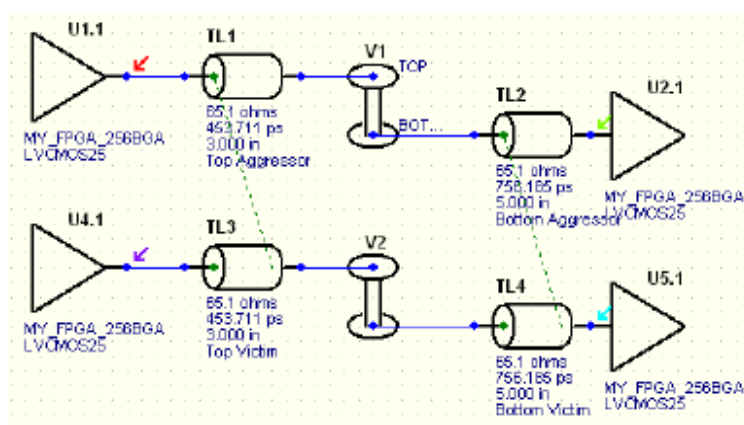 U1.1
MY_FPGA_256BGA
LVCMOS25
TL1
65.1 ohms
453.711 ps
3.000 in
Top Aggressor
V1
TOP
BOT...
TL2
65.1 ohms
756.185 ps
5.000 in
Bottom Aggressor
U2.1
MY_FPGA_256BGA
LVCMOS25
U4.1
MY_FPGA_256BGA
LVCMOS25
TL3
65.1 ohms
453.711 ps
3.000 in
Top Victim
V2
TL4
65.1 ohms
756.185 ps
5.000 in
Bottom Victim
U5.1
MY_FPGA_256BGA
LVCMOS25